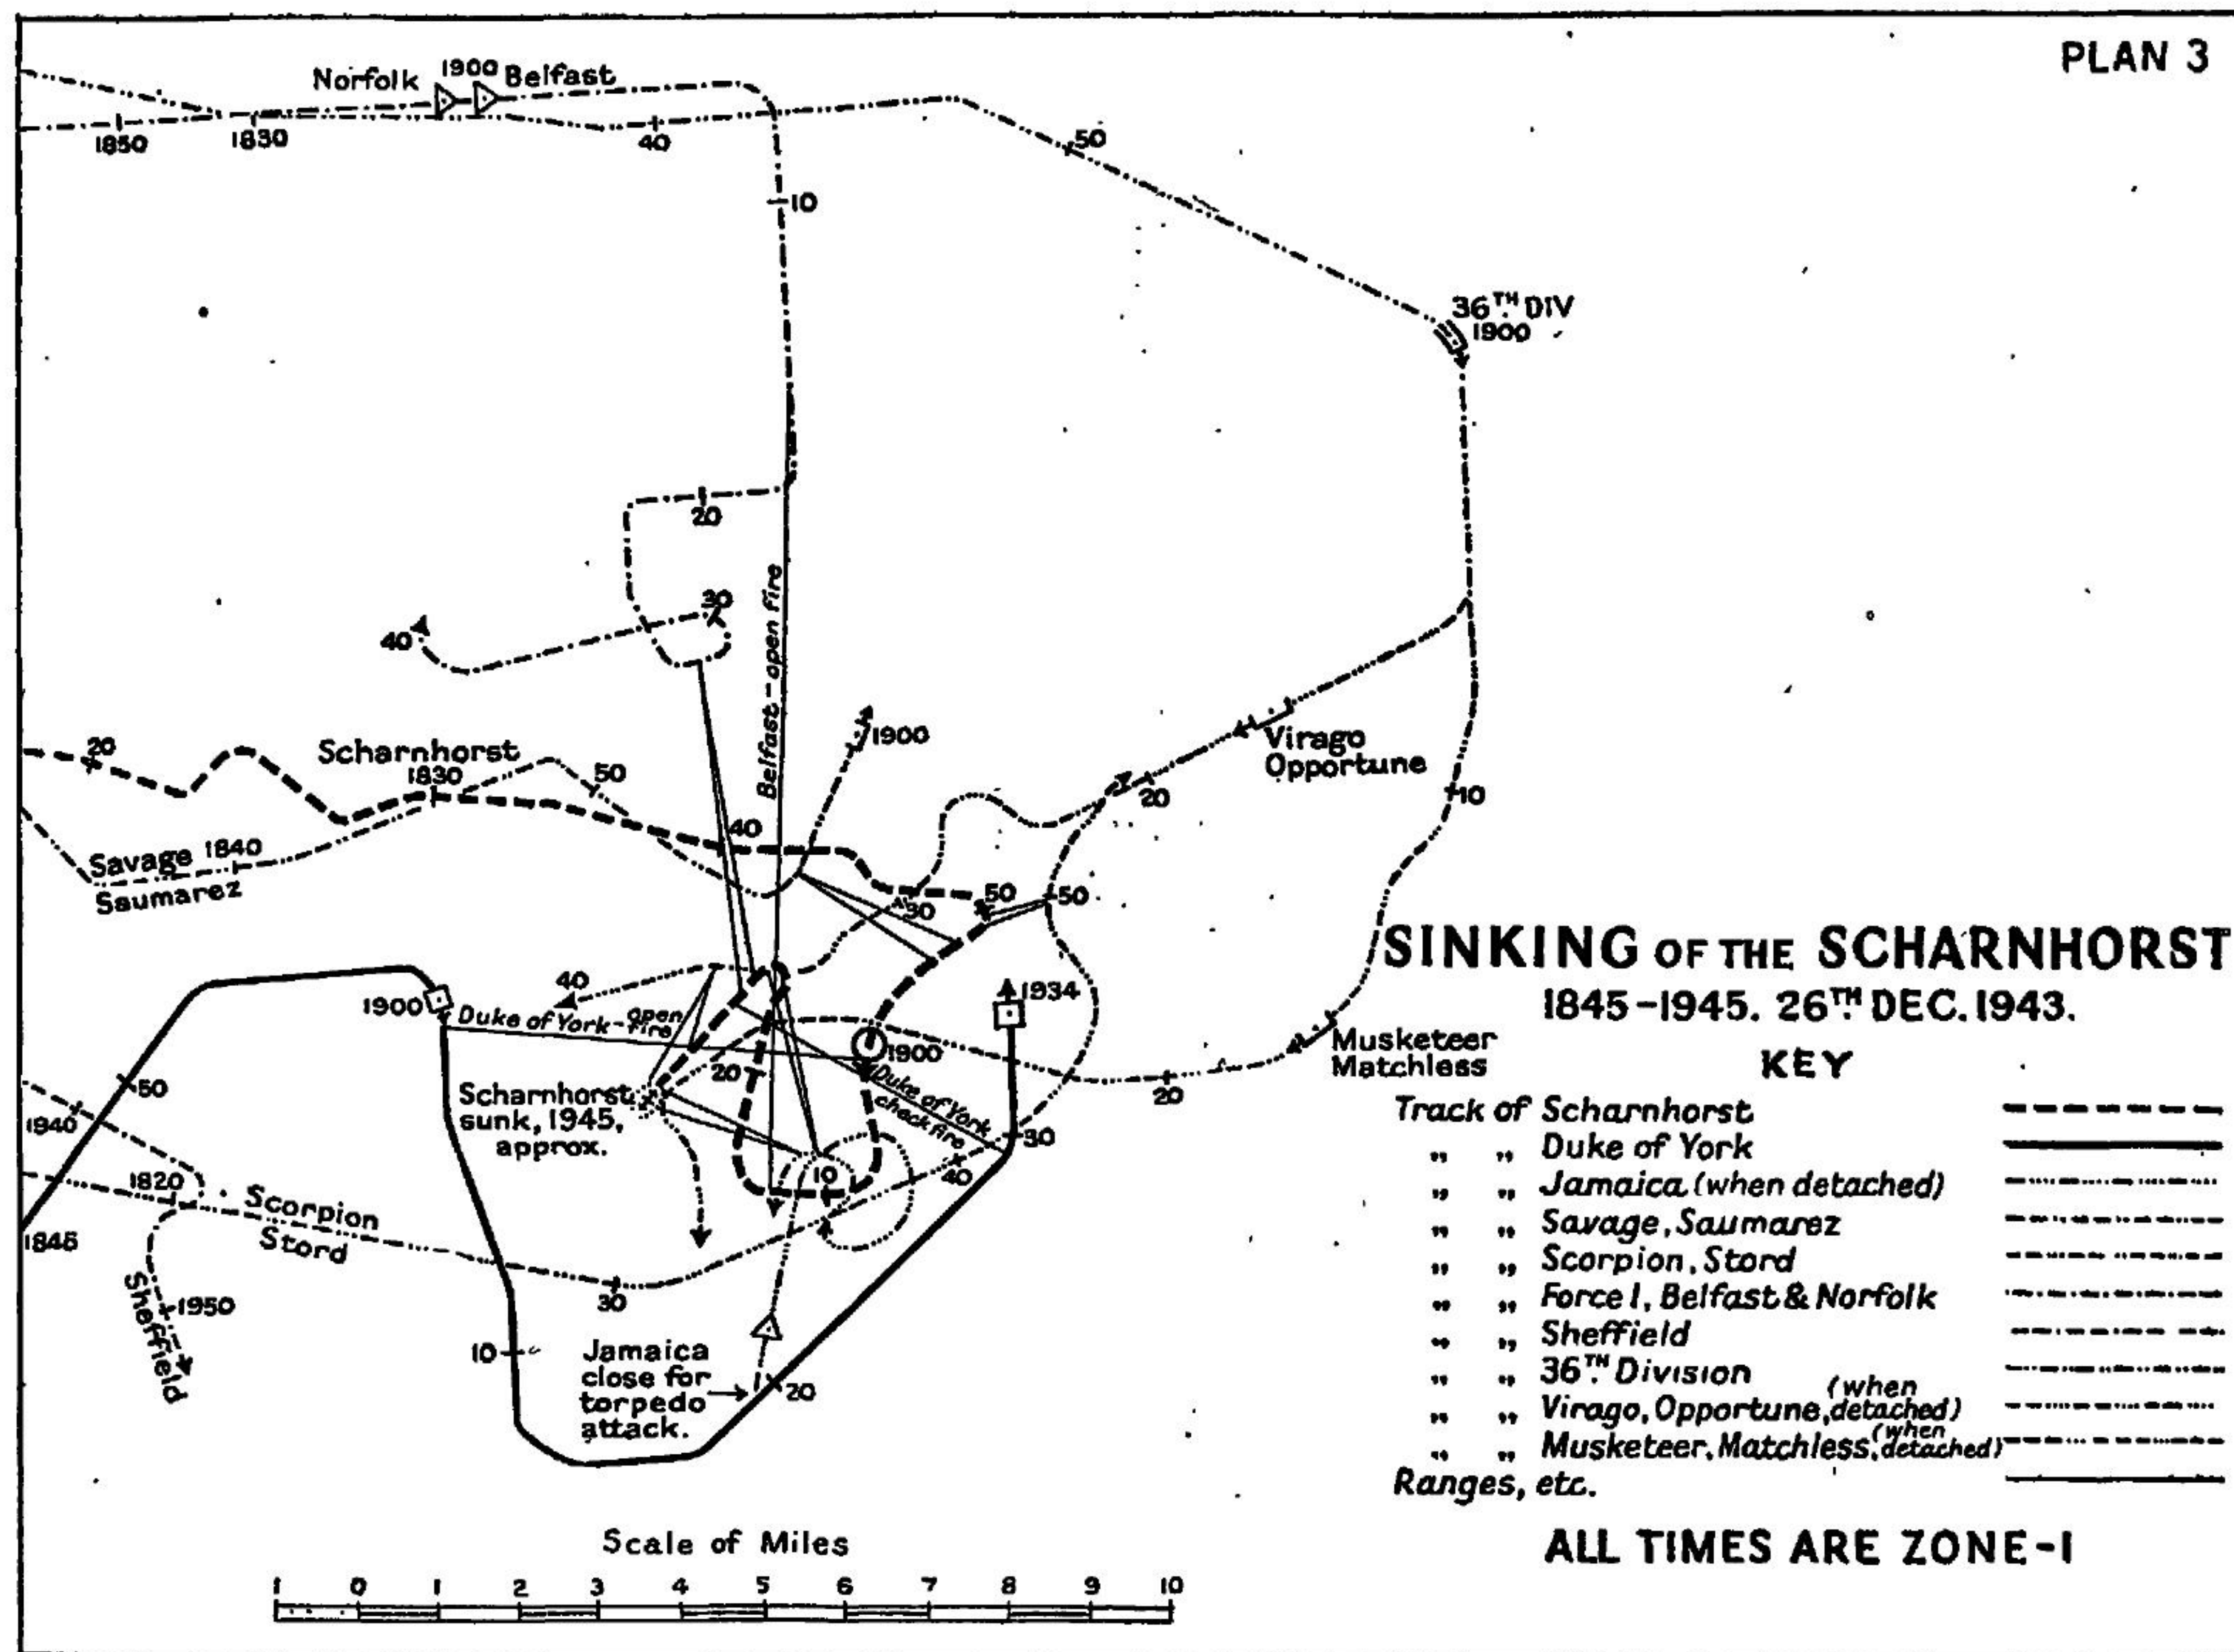 PLAN 3
Norfolk 1900 Belfast
1850
1830
40
50
10
36TH DIV
1900
20
30
40
Belfast-open fire
Virago
Opportune
20
10
20
Scharnhorst
1830
50
1900
40
Savage 1840
Saumarez
50
50
30
40
1900
Duke of York-open fire
1934
1900
Musketeer
Matchless
20
20
Duke of York
check fire
Scharnhorst
sunk, 1945,
approx.
50
1940
30
40
10
1820
Scorpion
Stord
1845
30
Sheffield
1950
10
Jamaica
close for
torpedo
attack.
20
SINKING OF THE SCHARNHORST
1845-1945. 26TH DEC. 1943.
KEY
Track of Scharnhorst
„ „ Duke of York
„ „ Jamaica (when detached)
„ „ Savage, Saumarez
„ „ Scorpion, Stord
„ „ Force 1, Belfast & Norfolk
„ „ Sheffield
„ „ 36TH Division
„ „ Virago, Opportune, (when detached)
„ „ Musketeer, Matchless, (when detached)
Ranges, etc.
ALL TIMES ARE ZONE-1
Scale of Miles
1 0 1 2 3 4 5 6 7 8 9 10